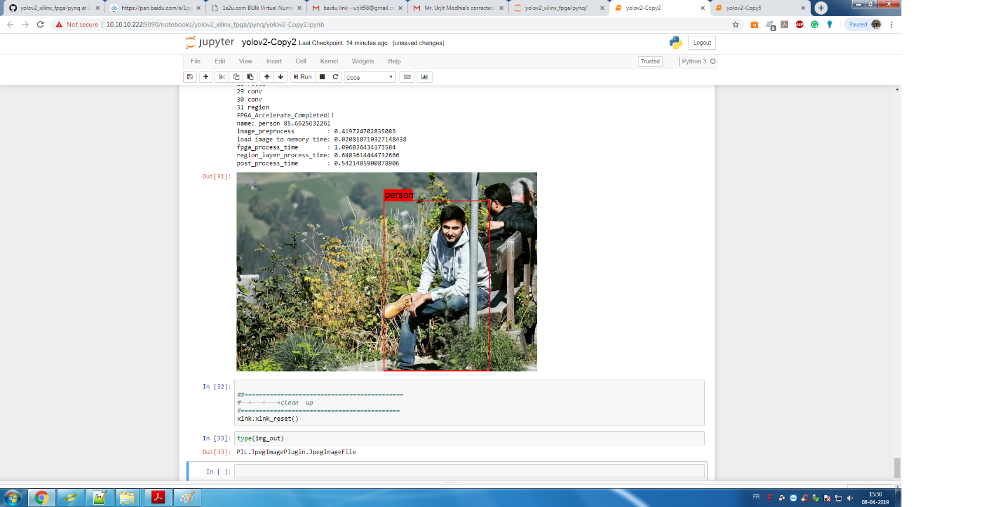 yolov2_xilinx_fpga/pynq at 1
https://pan.baidu.com/s/1pc
1s2u.com BUlk Virtual Numb
baidu link - urjit58@gmail.cc
Mr. Urjit Modhia's corrected
yolov2_xilinx_fpga/pynq/
yolov2-Copy2
yolov2-Copy5
Not secure | 10.10.10.222:9090/notebooks/yolov2_xilinx_fpga/pynq/yolov2-Copy2.ipynb
0
ABP
Paused
jupyter yolov2-Copy2 Last Checkpoint: 14 minutes ago (unsaved changes)
Logout
File Edit View Insert Cell Kernel Widgets Help
Trusted
Python 3
Run
Code
29 conv
30 conv
31 region
FPGA_Accelerate_Completed!!
name: person 85.6625632261
image_preprocess : 0.419724702835083
load image to memory time: 0.020818710327148438
fpga_process_time : 1.096036434173584
region_layer_process_time: 0.6483614444732666
post_process_time : 0.5421485900878906
Out[31]:
person
38
In [32]:
##============================================
# clean up
#============================================
xlnk.xlnk_reset()
In [33]: type(img_out)
Out[33]: PIL.JpegImagePlugin.JpegImageFile
In [ ]:
FR
15:50
08-04-2019